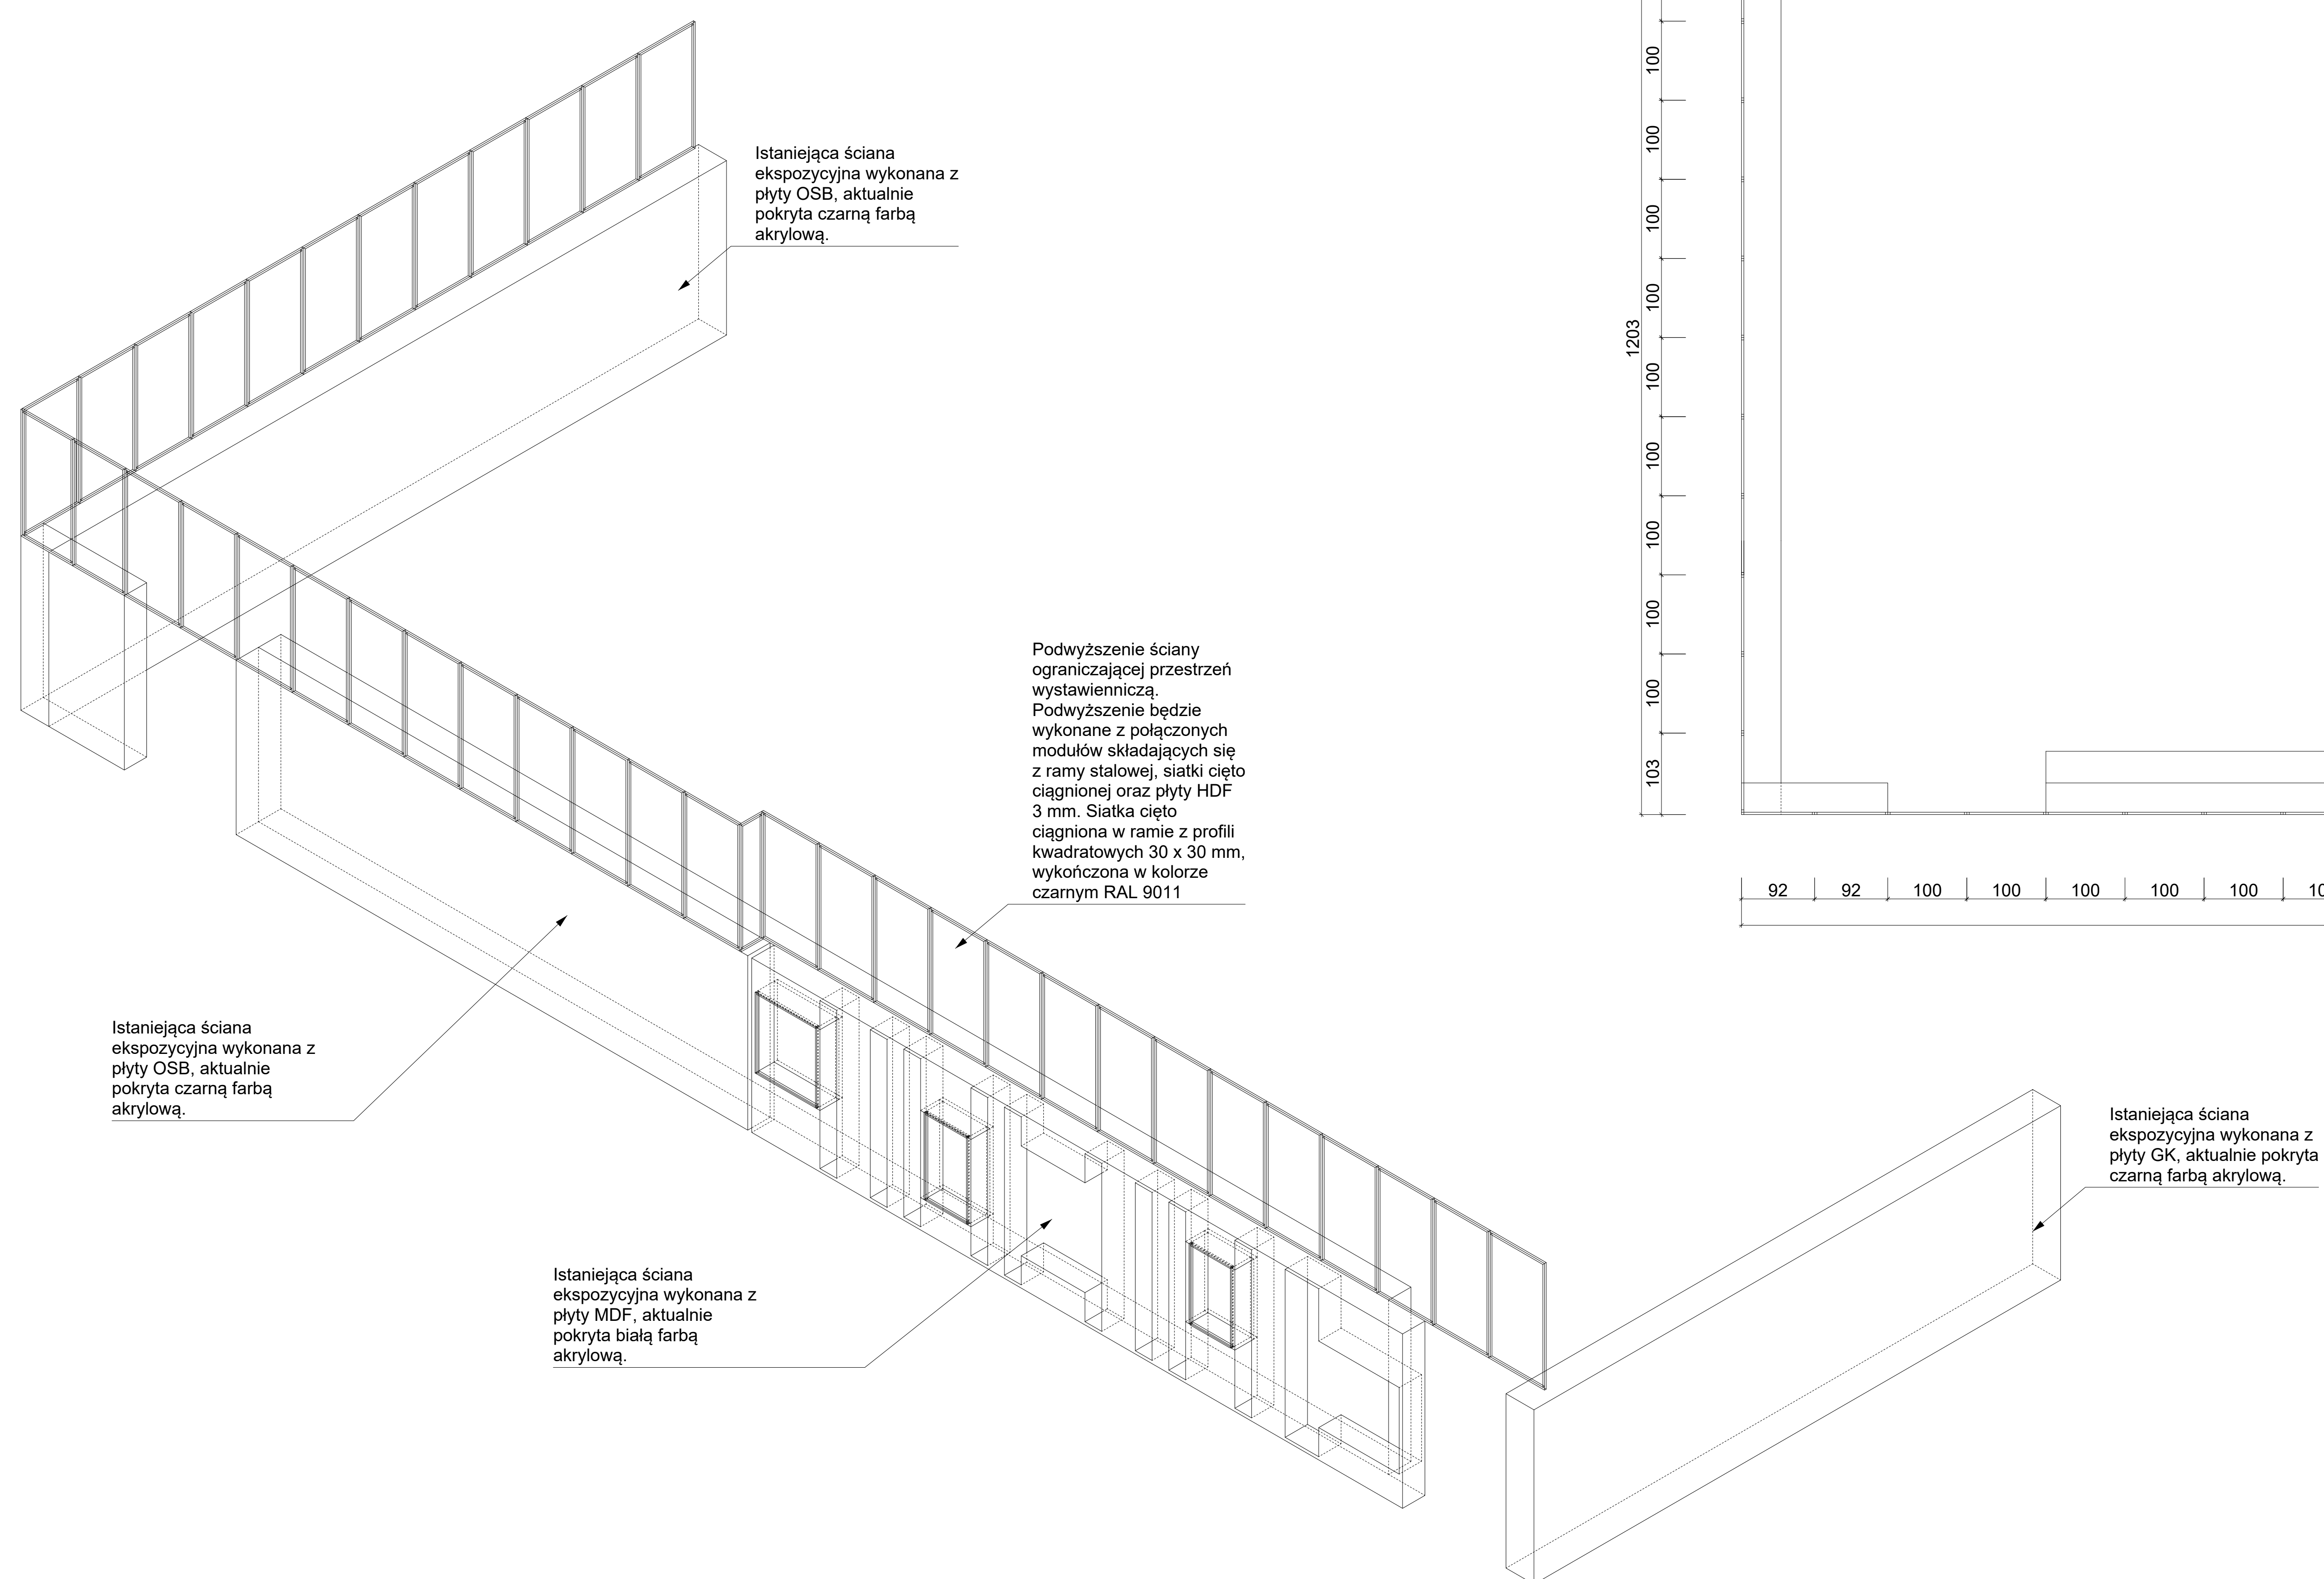 Istaniejąca ściana
ekspozycyjna wykonana z
płyty OSB, aktualnie
pokryta czarną farbą
akrylową.
Podwyższenie ściany
ograniczającej przestrzeń
wystawienniczą.
Podwyższenie będzie
wykonane z połączonych
modułów składających się
z ramy stalowej, siatki cięto
ciągnionej oraz płyty HDF
3 mm. Siatka cięto
ciągniona w ramie z profili
kwadratowych 30 x 30 mm,
wykończona w kolorze
czarnym RAL 9011
Istaniejąca ściana
ekspozycyjna wykonana z
płyty OSB, aktualnie
pokryta czarną farbą
akrylową.
Istaniejąca ściana
ekspozycyjna wykonana z
płyty MDF, aktualnie
pokryta białą farbą
akrylową.
Istaniejąca ściana
ekspozycyjna wykonana z
płyty GK, aktualnie pokryta
czarną farbą akrylową.
1203
100
100
100
100
100
100
100
100
100
103
92 92 100 100 100 100 100